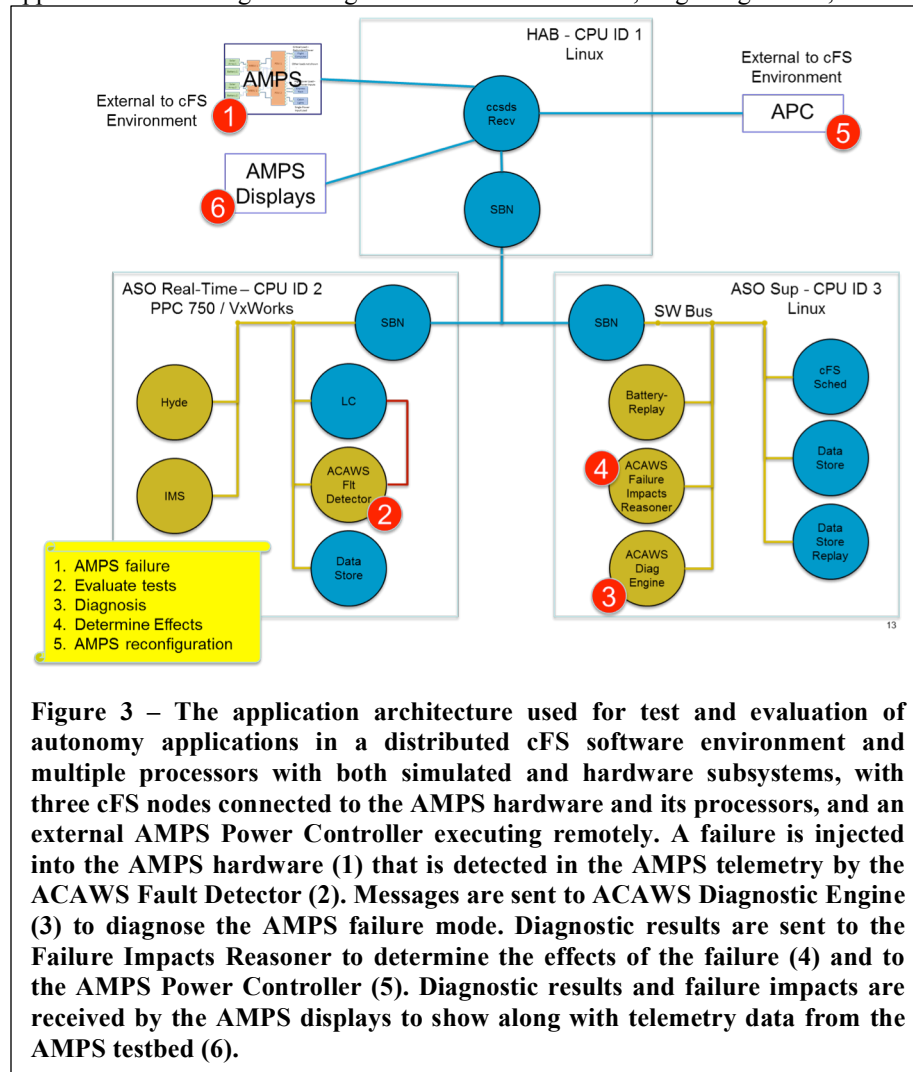 HAB - CPU ID 1
Linux
AMPS
External to cFS
Environment
1
ccsds
Recv
External to cFS
Environment
APC
5
AMPS
Displays
6
SBN
ASO Real-Time – CPU ID 2
PPC 750 / VxWorks
SBN
Hyde
LC
IMS
ACAWS
Flt
Detector
2
Data
Store
ASO Sup - CPU ID 3
Linux
SBN
SW Bus
Battery-
Replay
cFS
Sched
4
ACAWS
Failure
Impacts
Reasoner
Data
Store
3
ACAWS
Diag
Engine
Data
Store
Replay
1. AMPS failure
2. Evaluate tests
3. Diagnosis
4. Determine Effects
5. AMPS reconfiguration
13
Figure 3 – The application architecture used for test and evaluation of
autonomy applications in a distributed cFS software environment and
multiple processors with both simulated and hardware subsystems, with
three cFS nodes connected to the AMPS hardware and its processors, and an
external AMPS Power Controller executing remotely. A failure is injected
into the AMPS hardware (1) that is detected in the AMPS telemetry by the
ACAWS Fault Detector (2). Messages are sent to ACAWS Diagnostic Engine
(3) to diagnose the AMPS failure mode. Diagnostic results are sent to the
Failure Impacts Reasoner to determine the effects of the failure (4) and to
the AMPS Power Controller (5). Diagnostic results and failure impacts are
received by the AMPS displays to show along with telemetry data from the
AMPS testbed (6).